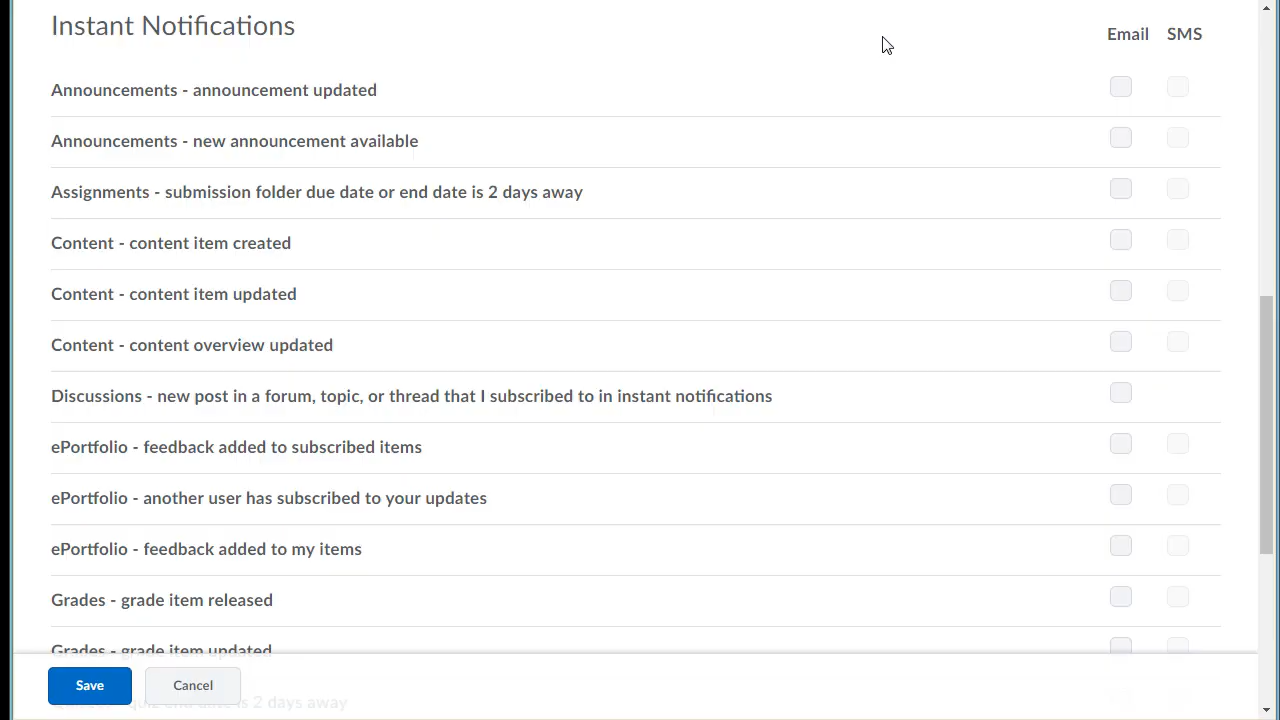 Instant Notifications
Email SMS
Announcements - announcement updated
Announcements - new announcement available
Assignments - submission folder due date or end date is 2 days away
Content - content item created
Content - content item updated
Content - content overview updated
Discussions - new post in a forum, topic, or thread that I subscribed to in instant notifications
ePortfolio - feedback added to subscribed items
ePortfolio - another user has subscribed to your updates
ePortfolio - feedback added to my items
Grades - grade item released
Grades - grade item updated
Save Cancel
is 2 days away